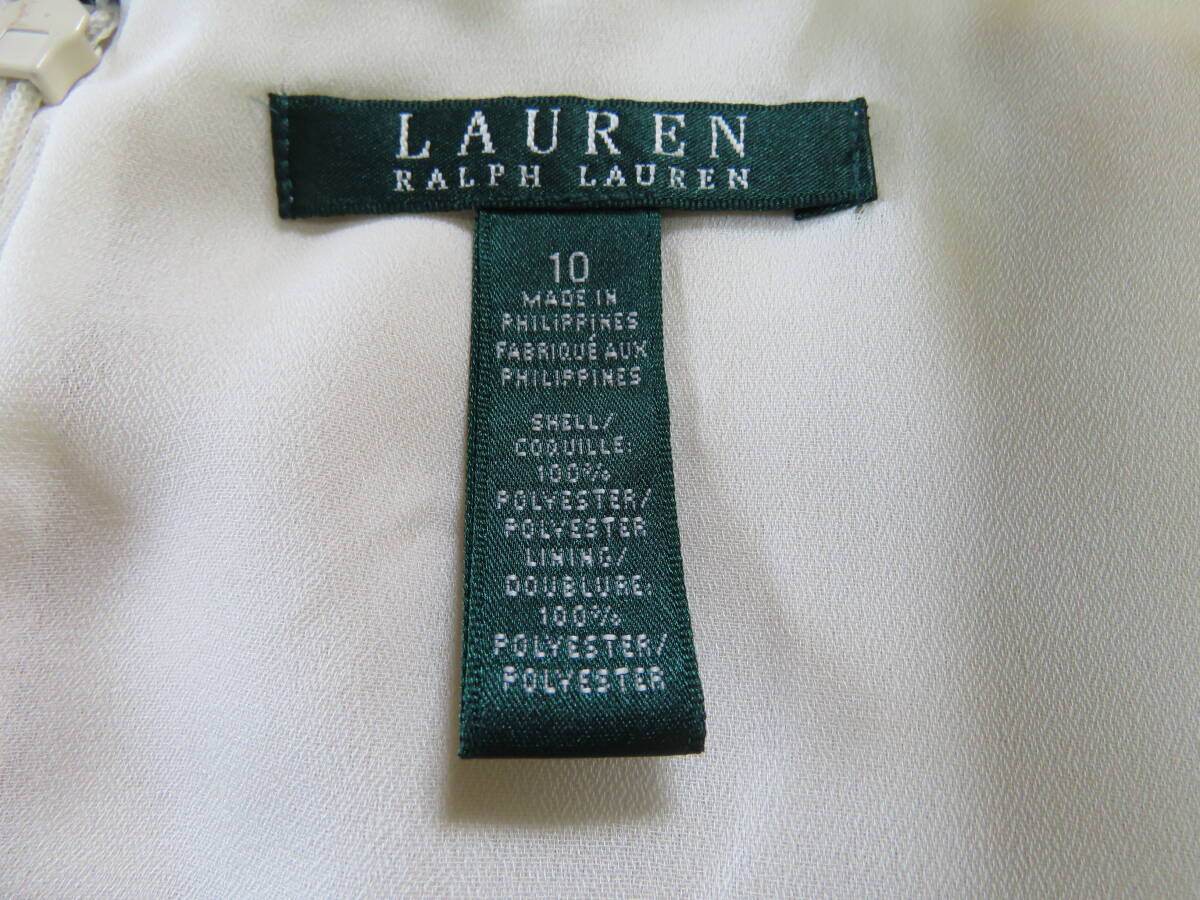 LAUREN
RALPH LAUREN
10
MADE IN
PHILIPPINES
FABRIQUÉ AUX
PHILIPPINES
SHELL/
COQUILLE:
100%
POLYESTER/
POLYESTER
LINING/
DOUBLURE:
100%
POLYESTER/
POLYESTER